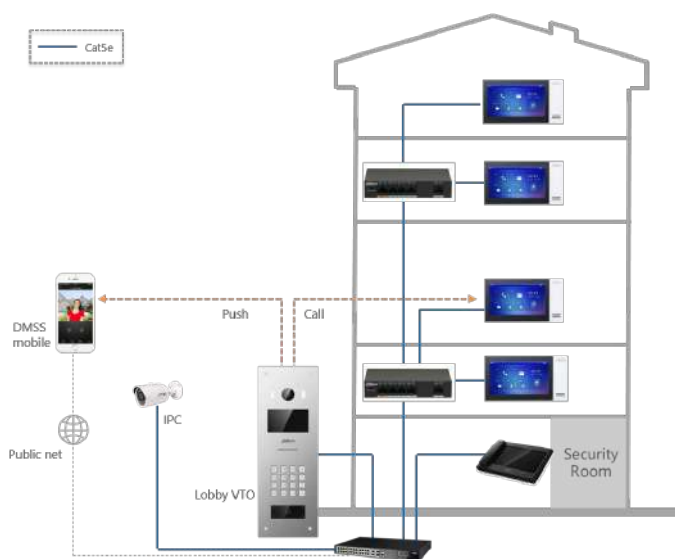 Cat5e
Push
Call
DMSS
mobile
IPC
Public net
Lobby VTO
Security
Room